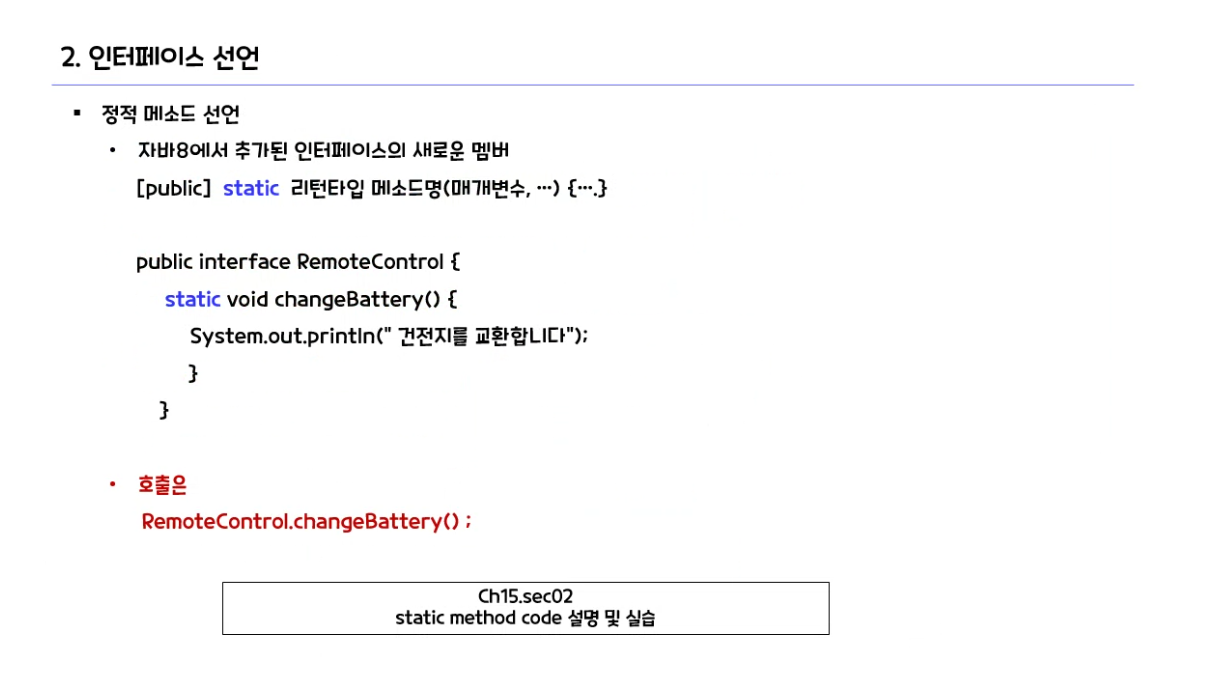 2. 인터페이스 선언
▪ 정적 메소드 선언
• 자바8에서 추가된 인터페이스의 새로운 멤버
[public] static 리턴타입 메소드명(매개변수, …) {….}
public interface RemoteControl {
static void changeBattery() {
System.out.println(" 건전지를 교환합니다");
}
}
• 호출은
RemoteControl.changeBattery() ;
Ch15.sec02
static method code 설명 및 실습